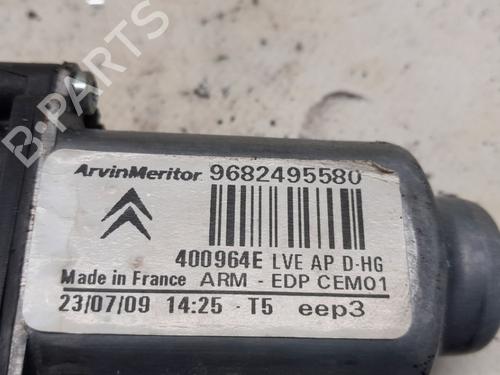 B-PARTS
ArvinMeritor 9682495580
400964E LVE AP D-HG
Made in France ARM - EDP CEM01
23/07/09 14:25 - T5 eep3